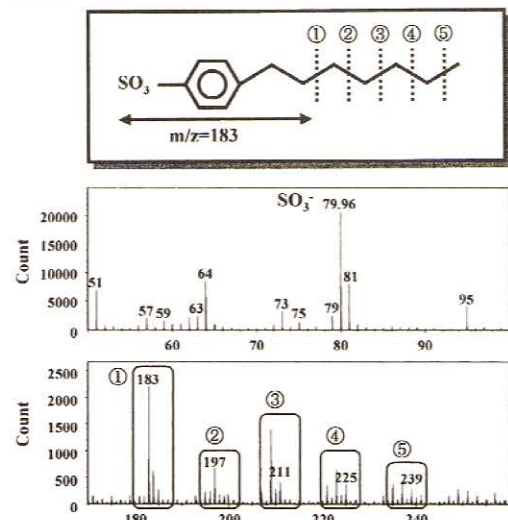 ① ② ③ ④ ⑤
SO₃
m/z=183
SO₃⁻ 79.96
20000
15000
10000
5000
0
Count
51 57 59 63 64 73 75 79 81 95
60 70 80 90
2500
2000
1500
1000
500
0
Count
① 183
② 197
③ 211
④ 225
⑤ 239
180 200 220 240